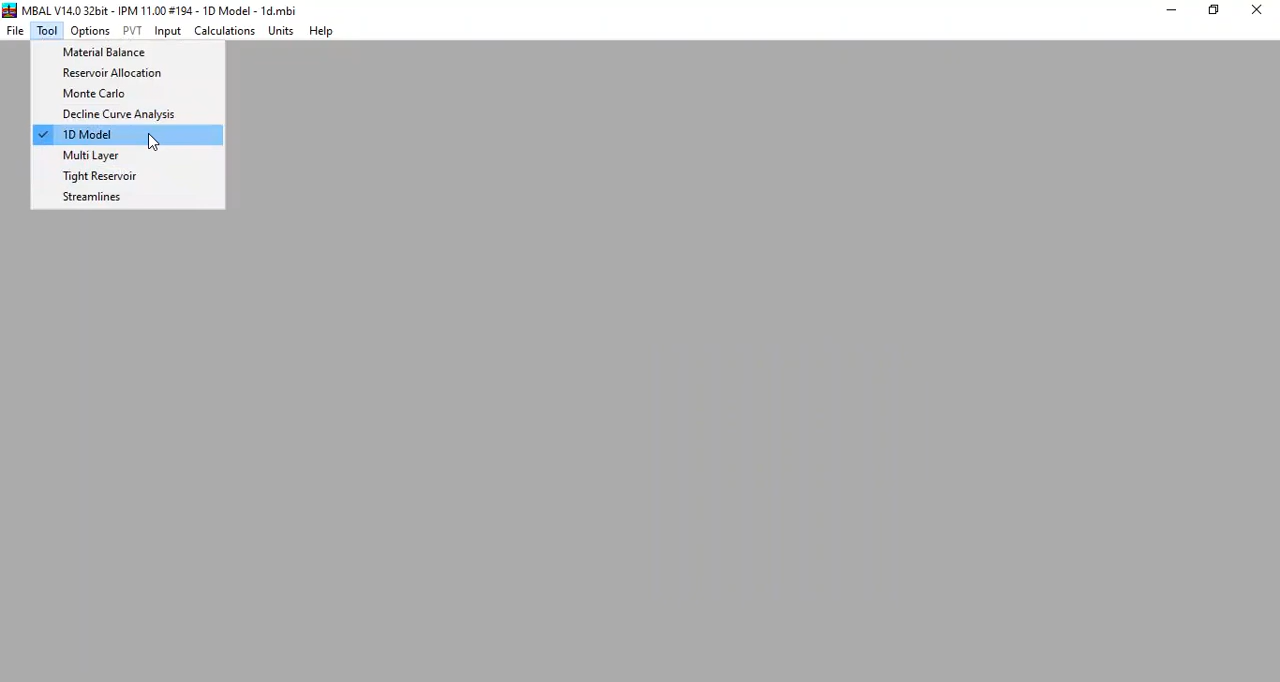 MBAL V14.0 32bit - IPM 11.00 #194 - 1D Model - 1d.mbi
File Tool Options PVT Input Calculations Units Help
Material Balance
Reservoir Allocation
Monte Carlo
Decline Curve Analysis
1D Model
Multi Layer
Tight Reservoir
Streamlines